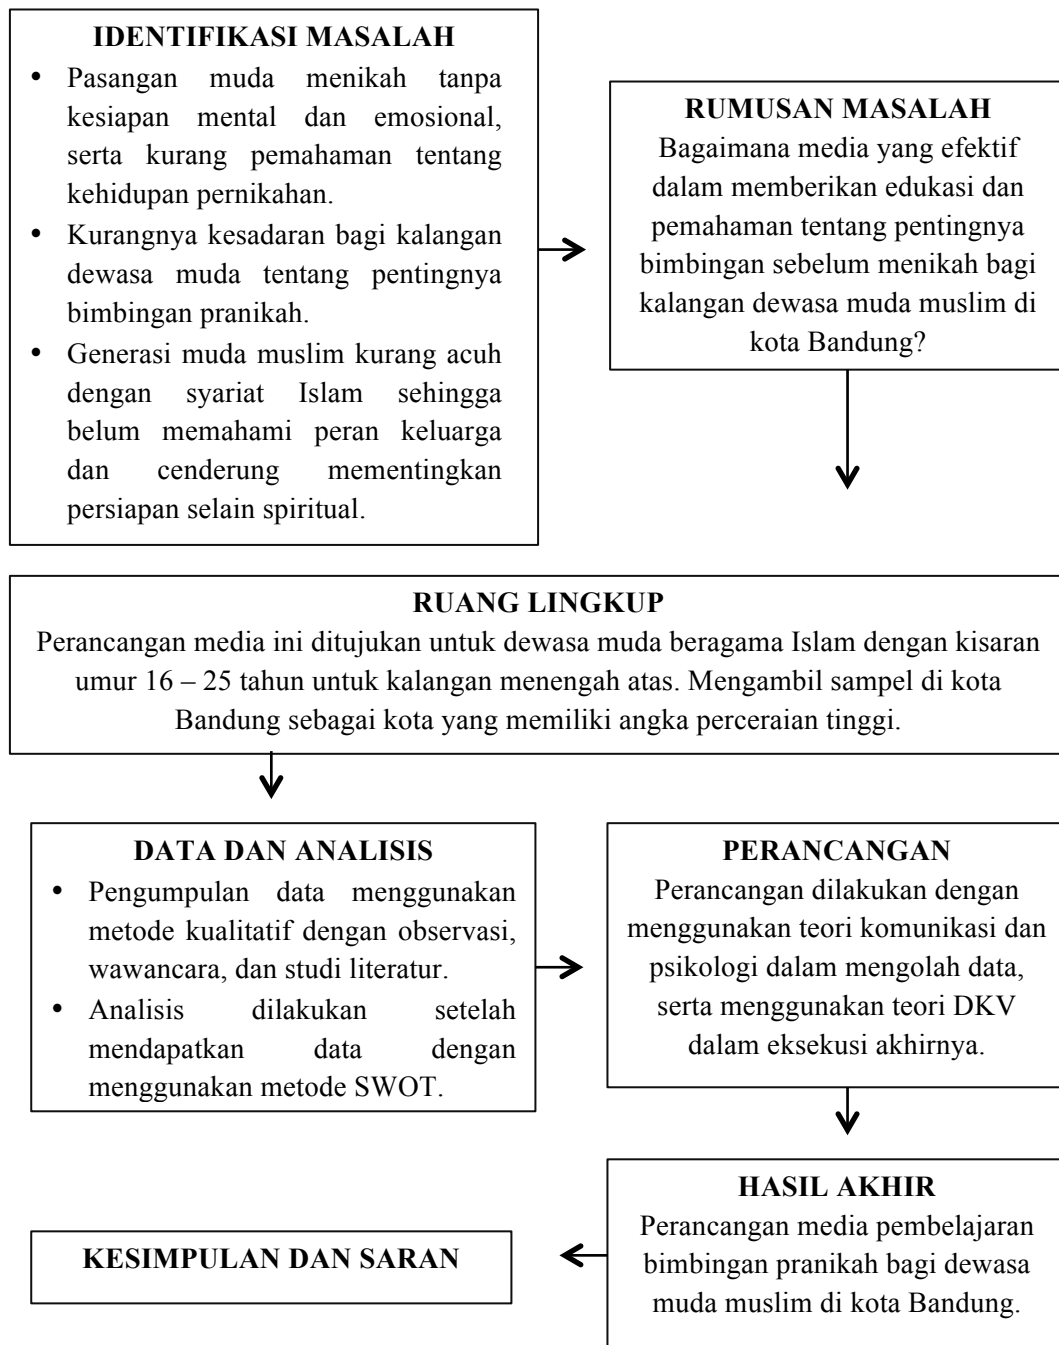 IDENTIFIKASI MASALAH
• Pasangan muda menikah tanpa
kesiapan mental dan emosional,
serta kurang pemahaman tentang
kehidupan pernikahan.
• Kurangnya kesadaran bagi kalangan
dewasa muda tentang pentingnya
bimbingan pranikah.
• Generasi muda muslim kurang acuh
dengan syariat Islam sehingga
belum memahami peran keluarga
dan cenderung mementingkan
persiapan selain spiritual.
RUMUSAN MASALAH
Bagaimana media yang efektif
dalam memberikan edukasi dan
pemahaman tentang pentingnya
bimbingan sebelum menikah bagi
kalangan dewasa muda muslim di
kota Bandung?
RUANG LINGKUP
Perancangan media ini ditujukan untuk dewasa muda beragama Islam dengan kisaran
umur 16 – 25 tahun untuk kalangan menengah atas. Mengambil sampel di kota
Bandung sebagai kota yang memiliki angka perceraian tinggi.
DATA DAN ANALISIS
• Pengumpulan data menggunakan
metode kualitatif dengan observasi,
wawancara, dan studi literatur.
• Analisis dilakukan setelah
mendapatkan data dengan
menggunakan metode SWOT.
PERANCANGAN
Perancangan dilakukan dengan
menggunakan teori komunikasi dan
psikologi dalam mengolah data,
serta menggunakan teori DKV
dalam eksekusi akhirnya.
HASIL AKHIR
Perancangan media pembelajaran
bimbingan pranikah bagi dewasa
muda muslim di kota Bandung.
KESIMPULAN DAN SARAN